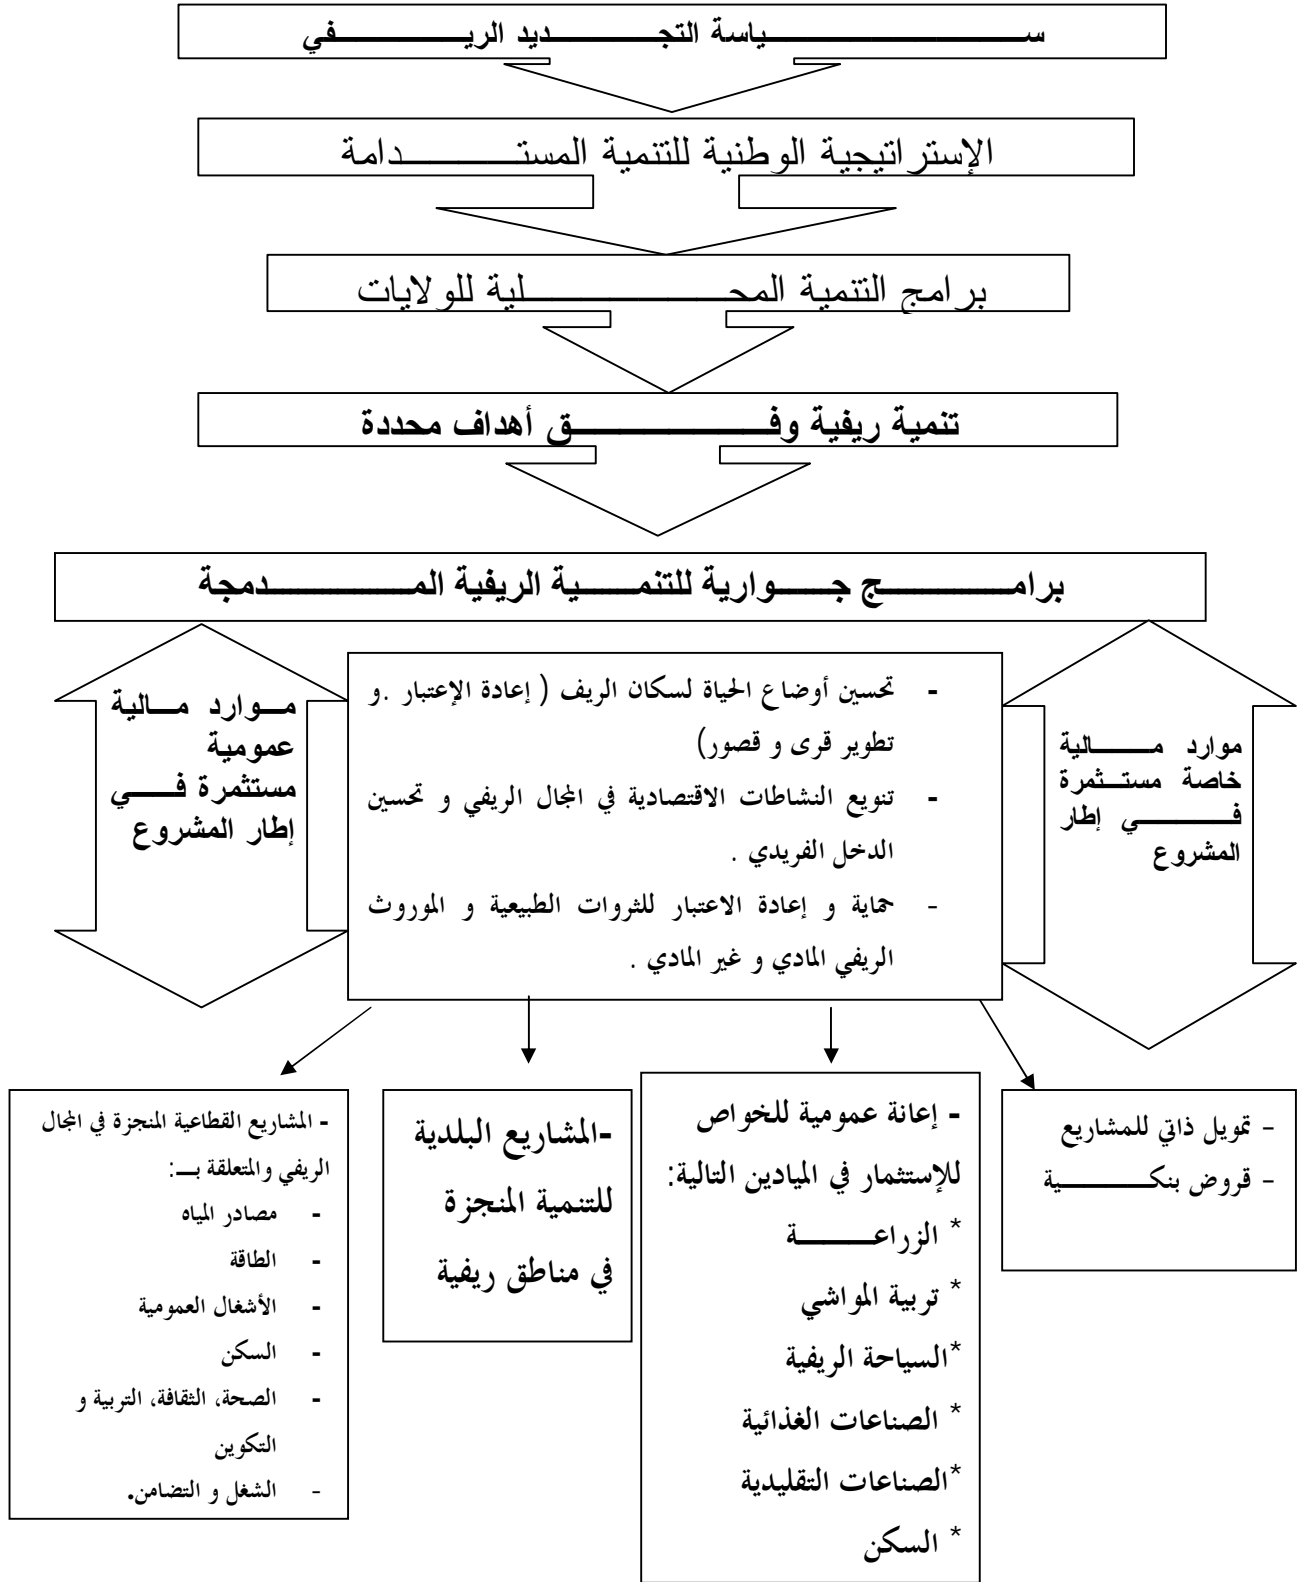 سياسة التجديد الريفي
الإستراتيجية الوطنية للتنمية المستدامة
برامج التنمية المحلية للولايات
تنمية ريفية وفق أهداف محددة
برامج جوارية للتنمية الريفية المدمجة
موارد مالية
خاصة مستثمرة
في إطار
المشروع
- تحسين أوضاع الحياة لسكان الريف ( إعادة الإعتبار .و
تطوير قرى و قصور)
- تنويع النشاطات الاقتصادية في المجال الريفي و تحسين
الدخل الفريدي .
- حماية و إعادة الاعتبار للثروات الطبيعية و الموروث
الريفي المادي و غير المادي .
موارد مالية
عمومية
مستثمرة في
إطار المشروع
- تمويل ذاتي للمشاريع
- قروض بنكية
- إعانة عمومية للخواص
للإستثمار في الميادين التالية:
* الزراعة
* تربية المواشي
*السياحة الريفية
* الصناعات الغذائية
*الصناعات التقليدية
* السكن
-المشاريع البلدية
للتنمية المنجزة
في مناطق ريفية
- المشاريع القطاعية المنجزة في المجال
الريفي والمتعلقة بـ:
- مصادر المياه
- الطاقة
- الأشغال العمومية
- السكن
- الصحة، الثقافة، التربية و
التكوين
- الشغل و التضامن.